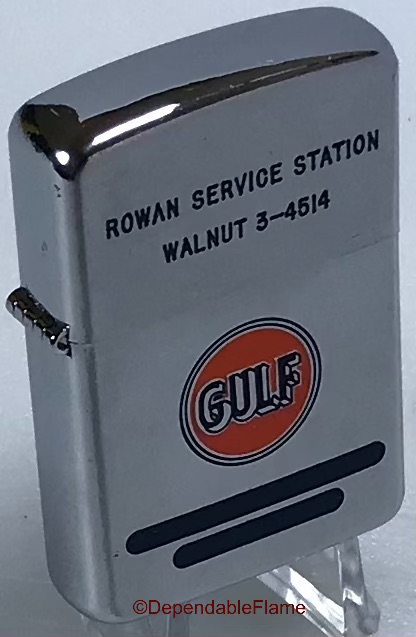 ROWAN SERVICE STATION
WALNUT 3-4514
GULF
©DependableFlame